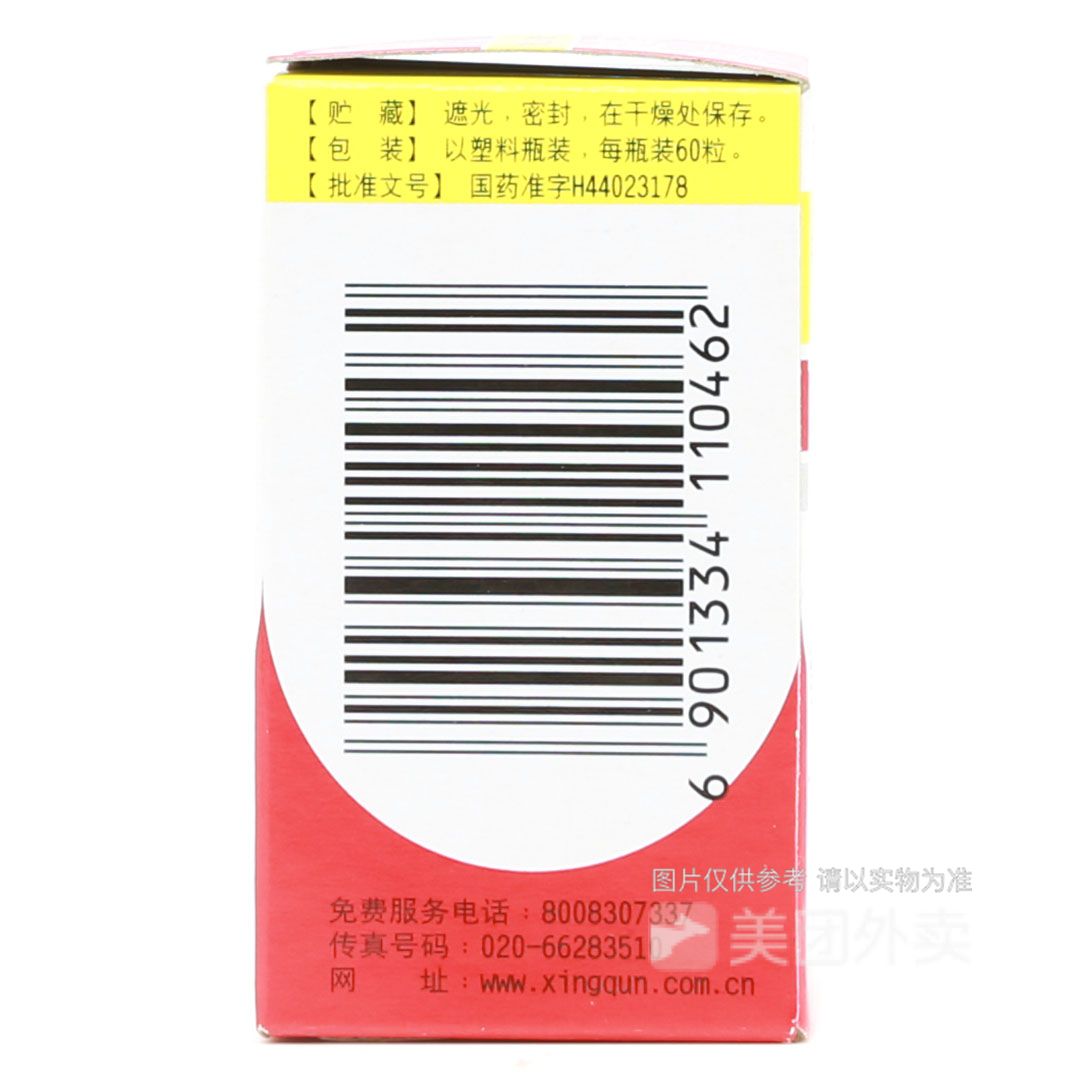 【贮　藏】 遮光，密封，在干燥处保存。
【包　装】 以塑料瓶装，每瓶装60粒。
【批准文号】 国药准字H44023178
6 901334 110462
图片仅供参考 请以实物为准
美团外卖
免费服务电话：8008307337
传真号码：020-66283510
网　　址：www.xingqun.com.cn